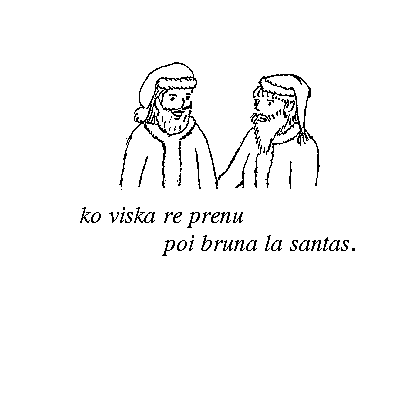 ko viska re prenu
poi bruna la santas.